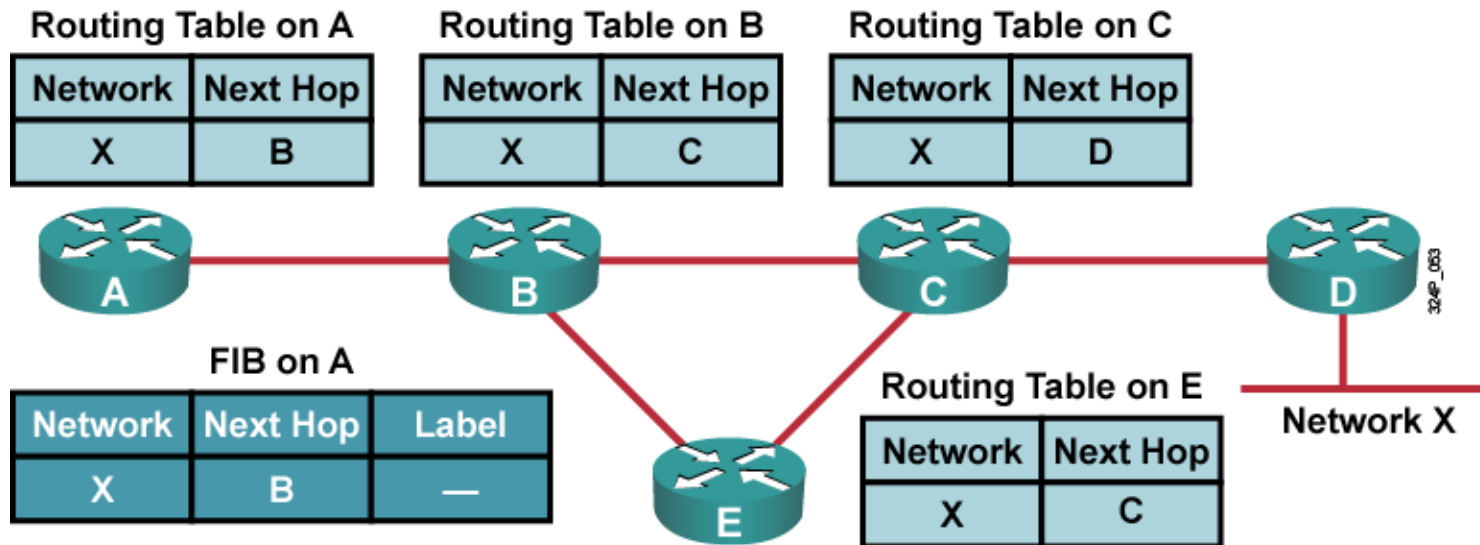 Routing Table on A
Network Next Hop
X B
Routing Table on B
Network Next Hop
X C
Routing Table on C
Network Next Hop
X D
A
B
C
D
324P_053
FIB on A
Network Next Hop Label
X B —
E
Routing Table on E
Network Next Hop
X C
Network X